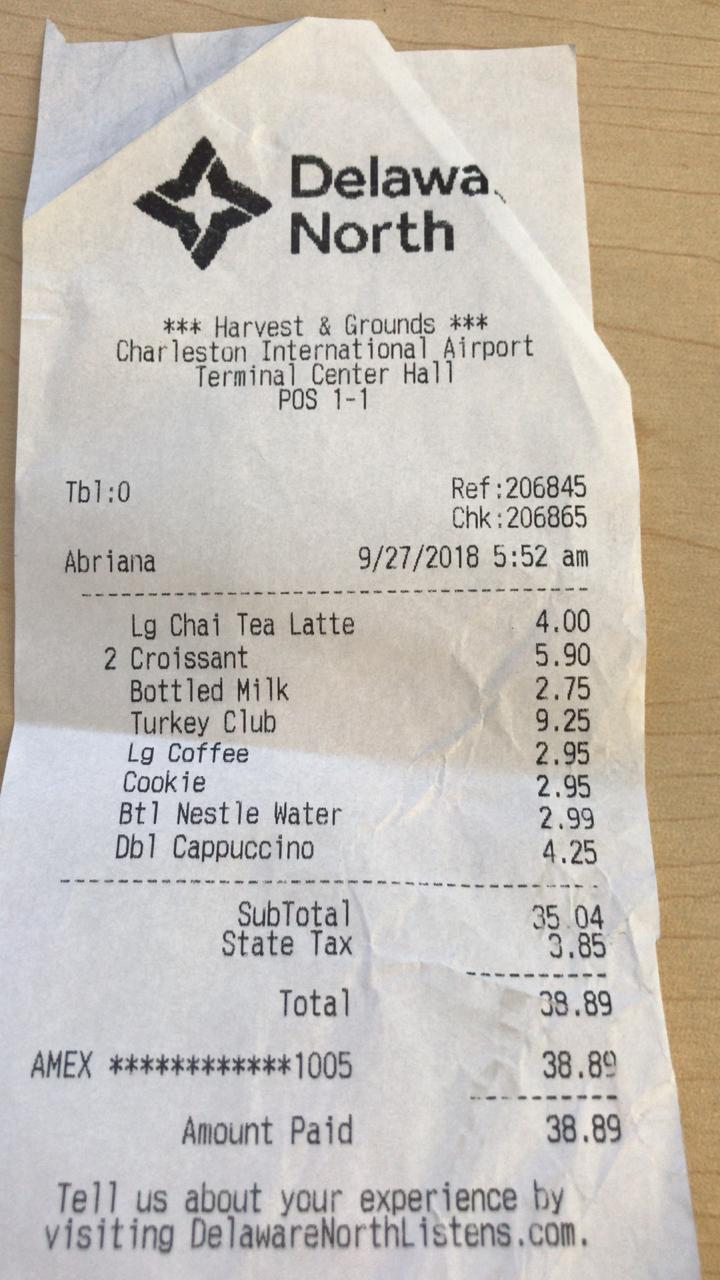 Delawa
North
*** Harvest & Grounds ***
Charleston International Airport
Terminal Center Hall
POS 1-1
Tbl:0 Ref:206845
Chk:206865
Abriana 9/27/2018 5:52 am
Lg Chai Tea Latte 4.00
2 Croissant 5.90
Bottled Milk 2.75
Turkey Club 9.25
Lg Coffee 2.95
Cookie 2.95
Btl Nestle Water 2.99
Dbl Cappuccino 4.25
SubTotal 35.04
State Tax 3.85
Total 38.89
AMEX ************1005 38.89
Amount Paid 38.89
Tell us about your experience by
visiting DelawareNorthListens.com.